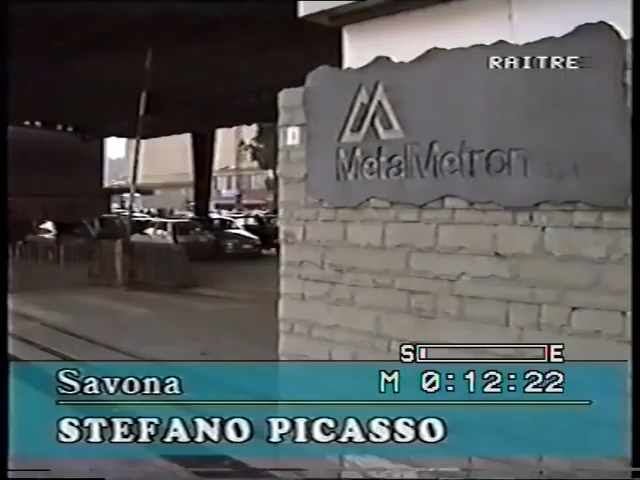 RAITRE
MetalMetron
S E
Savona M 0:12:22
STEFANO PICASSO